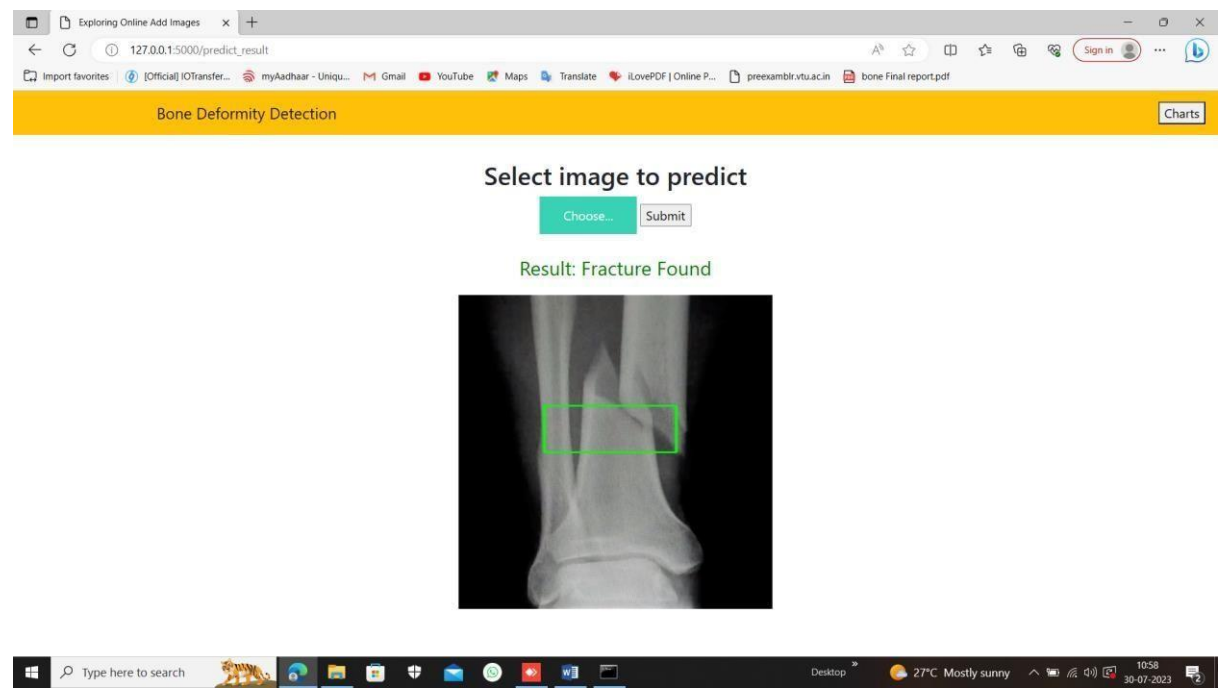 Exploring Online Add Images
127.0.0.1:5000/predict_result
Sign in
Import favorites [Official] IOTransfer... myAadhaar - Uniqu... Gmail YouTube Maps Translate iLovePDF | Online P... preexamblr.vtu.ac.in bone Final report.pdf
Bone Deformity Detection Charts
Select image to predict
Choose... Submit
Result: Fracture Found
Type here to search Desktop 27°C Mostly sunny 10:58
30-07-2023 2